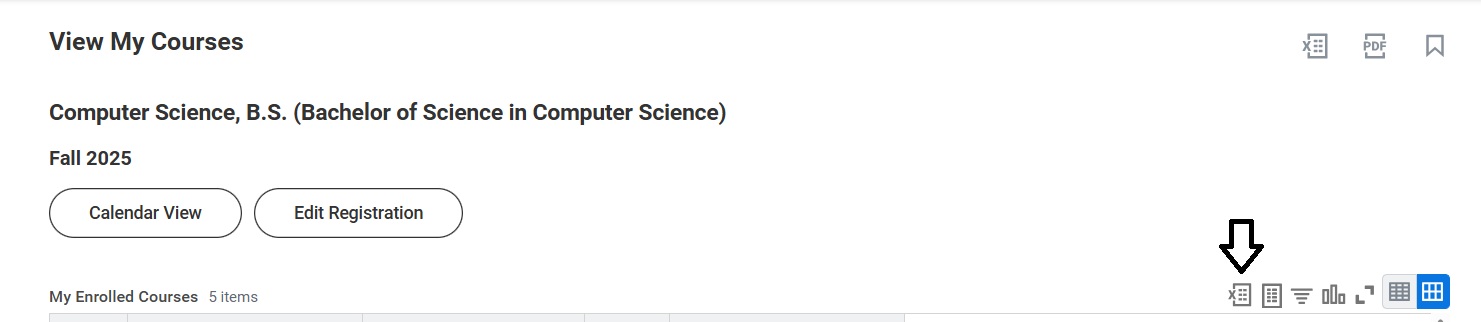 View My Courses
X PDF
Computer Science, B.S. (Bachelor of Science in Computer Science)
Fall 2025
Calendar View Edit Registration
My Enrolled Courses 5 items X